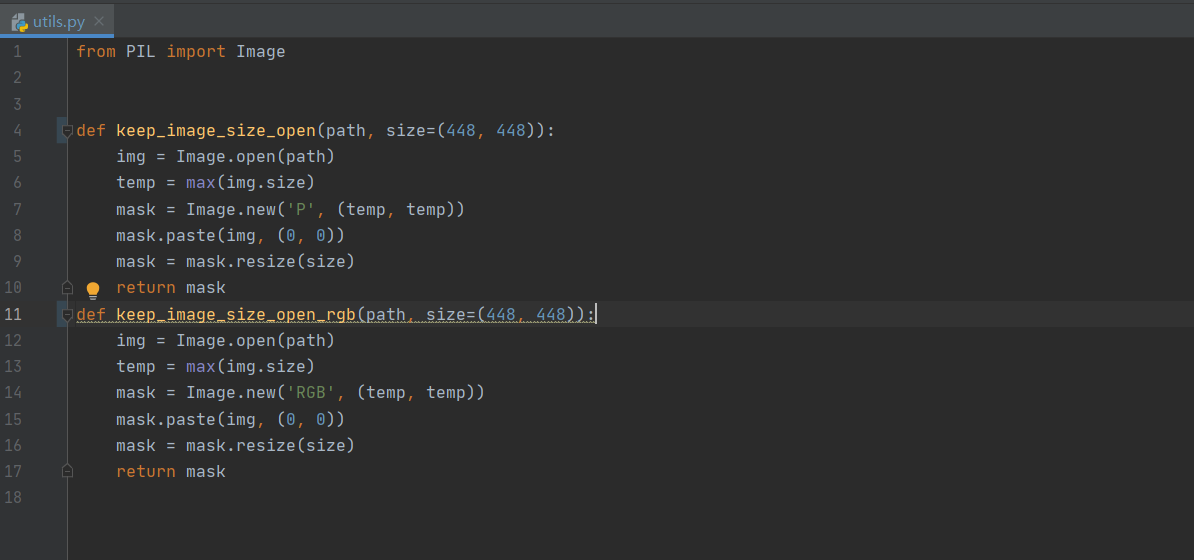 utils.py
1 from PIL import Image
2
3
4 def keep_image_size_open(path, size=(448, 448)):
5     img = Image.open(path)
6     temp = max(img.size)
7     mask = Image.new('P', (temp, temp))
8     mask.paste(img, (0, 0))
9     mask = mask.resize(size)
10     return mask
11 def keep_image_size_open_rgb(path, size=(448, 448)):
12     img = Image.open(path)
13     temp = max(img.size)
14     mask = Image.new('RGB', (temp, temp))
15     mask.paste(img, (0, 0))
16     mask = mask.resize(size)
17     return mask
18